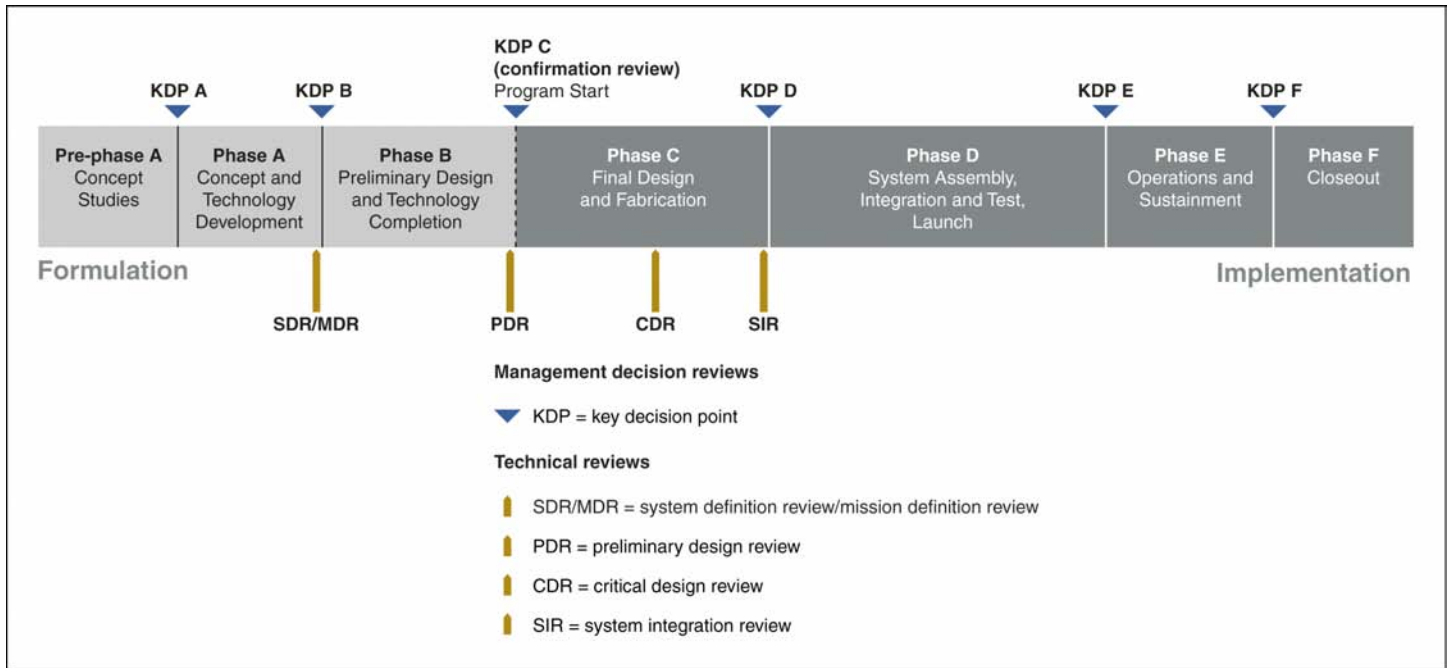 KDP C
(confirmation review)
KDP A
KDP B
Program Start
KDP D
KDP E
KDP F
Pre-phase A
Concept
Studies
Phase A
Concept and
Technology
Development
Phase B
Preliminary Design
and Technology
Completion
Phase C
Final Design
and Fabrication
Phase D
System Assembly,
Integration and Test,
Launch
Phase E
Operations and
Sustainment
Phase F
Closeout
Formulation
Implementation
SDR/MDR
PDR
CDR
SIR
Management decision reviews
KDP = key decision point
Technical reviews
SDR/MDR = system definition review/mission definition review
PDR = preliminary design review
CDR = critical design review
SIR = system integration review